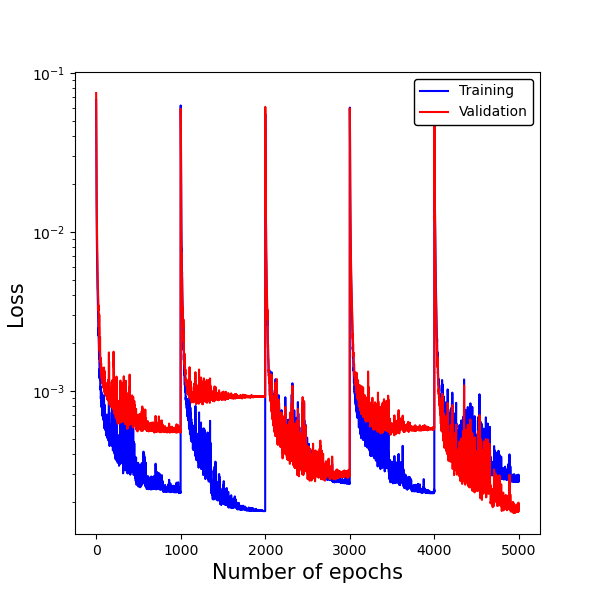 Training
Validation
10⁻¹
10⁻²
10⁻³
Loss
0 1000 2000 3000 4000 5000
Number of epochs